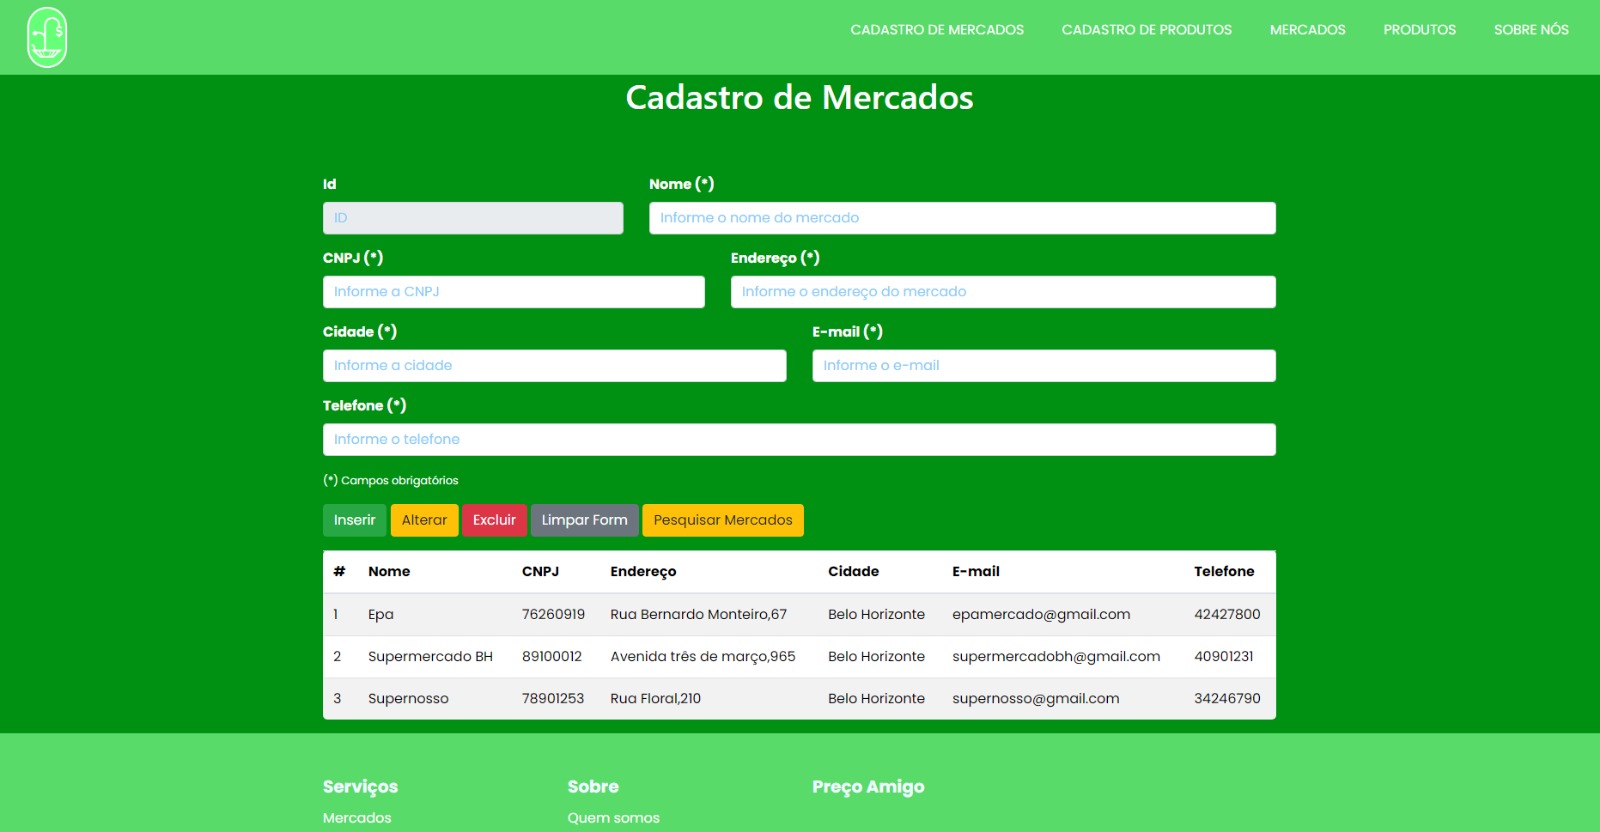 $
CADASTRO DE MERCADOS CADASTRO DE PRODUTOS MERCADOS PRODUTOS SOBRE NÓS
Cadastro de Mercados
Id Nome (*)
ID Informe o nome do mercado
CNPJ (*) Endereço (*)
Informe a CNPJ Informe o endereço do mercado
Cidade (*) E-mail (*)
Informe a cidade Informe o e-mail
Telefone (*)
Informe o telefone
(*) Campos obrigatórios
Inserir Alterar Excluir Limpar Form Pesquisar Mercados
# Nome CNPJ Endereço Cidade E-mail Telefone
1 Epa 76260919 Rua Bernardo Monteiro,67 Belo Horizonte epamercado@gmail.com 42427800
2 Supermercado BH 89100012 Avenida três de março,965 Belo Horizonte supermercadobh@gmail.com 40901231
3 Supernosso 78901253 Rua Floral,210 Belo Horizonte supernosso@gmail.com 34246790
Serviços Sobre Preço Amigo
Mercados Quem somos